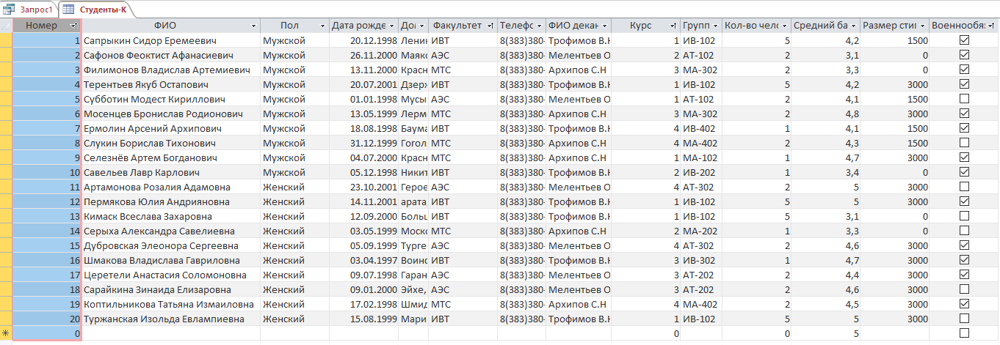 Запрос1 Студенты-К
Номер ФИО Пол Дата рожде Дог Факультет Телефо ФИО декан Курс Групп Кол-во чело Средний ба Размер стип Военнообяз
1 Сапрыкин Сидор Еремеевич Мужской 20.12.1998 Ленин ИВТ 8(383)380- Трофимов В.Н 1 ИВ-102 5 4,2 1500
2 Сафонов Феоктист Афанасиевич Мужской 26.11.2000 Маяко АЭС 8(383)380- Мелентьев О 2 АТ-102 2 3,1 0
3 Филимонов Владислав Артемиевич Мужской 13.11.2000 Красн МТС 8(383)380- Архипов С.Н 3 МА-302 2 3,3 0
4 Терентьев Якуб Остапович Мужской 20.07.2001 Дзерж ИВТ 8(383)380- Трофимов В.Н 1 ИВ-102 5 4,2 3000
5 Субботин Модест Кириллович Мужской 01.01.1998 Мусы АЭС 8(383)380- Мелентьев О 1 АТ-102 2 4,1 1500
6 Мосенцев Бронислав Родионович Мужской 13.05.1999 Лерм МТС 8(383)380- Архипов С.Н 3 МА-302 2 4,8 3000
7 Ермолин Арсений Архипович Мужской 18.08.1998 Баума ИВТ 8(383)380- Трофимов В.Н 4 ИВ-402 1 4,1 1500
8 Слукин Борислав Тихонович Мужской 31.12.1999 Гогол МТС 8(383)380- Архипов С.Н 4 МА-402 2 4,3 1500
9 Селезнёв Артем Богданович Мужской 04.07.2000 Красн МТС 8(383)380- Архипов С.Н 1 МА-102 1 4,7 3000
10 Савельев Лавр Карлович Мужской 05.12.1998 Никит ИВТ 8(383)380- Трофимов В.Н 2 ИВ-202 1 3,4 0
11 Артамонова Розалия Адамовна Женский 23.10.2001 Герое АЭС 8(383)380- Мелентьев О 4 АТ-302 2 5 3000
12 Пермякова Юлия Андрияновна Женский 14.11.2001 арата, ИВТ 8(383)380- Трофимов В.Н 1 ИВ-102 5 5 3000
13 Кимаск Всеслава Захаровна Женский 12.09.2000 Больц ИВТ 8(383)380- Трофимов В.Н 1 ИВ-102 5 3,1 0
14 Серыха Александра Савелиевна Женский 03.05.1999 Моско МТС 8(383)380- Архипов С.Н 2 МА-202 1 3,3 0
15 Дубровская Элеонора Сергеевна Женский 05.09.1999 Турге АЭС 8(383)380- Мелентьев О 4 АТ-302 2 4,6 3000
16 Шмакова Владислава Гавриловна Женский 03.04.1997 Воинс ИВТ 8(383)380- Трофимов В.Н 3 ИВ-302 1 4,7 3000
17 Церетели Анастасия Соломоновна Женский 09.07.1998 Гаран АЭС 8(383)380- Мелентьев О 4 АТ-202 2 4,4 3000
18 Сарайкина Зинаида Елизаровна Женский 09.01.2000 Эйхе, АЭС 8(383)380- Мелентьев О 3 АТ-202 2 4,6 3000
19 Коптильникова Татьяна Измаиловна Женский 17.02.1998 Шмид МТС 8(383)380- Архипов С.Н 4 МА-402 2 4,5 3000
20 Туржанская Изольда Евлампиевна Женский 15.08.1999 Мари ИВТ 8(383)380- Трофимов В.Н 1 ИВ-102 5 5 3000
0 0 0 5